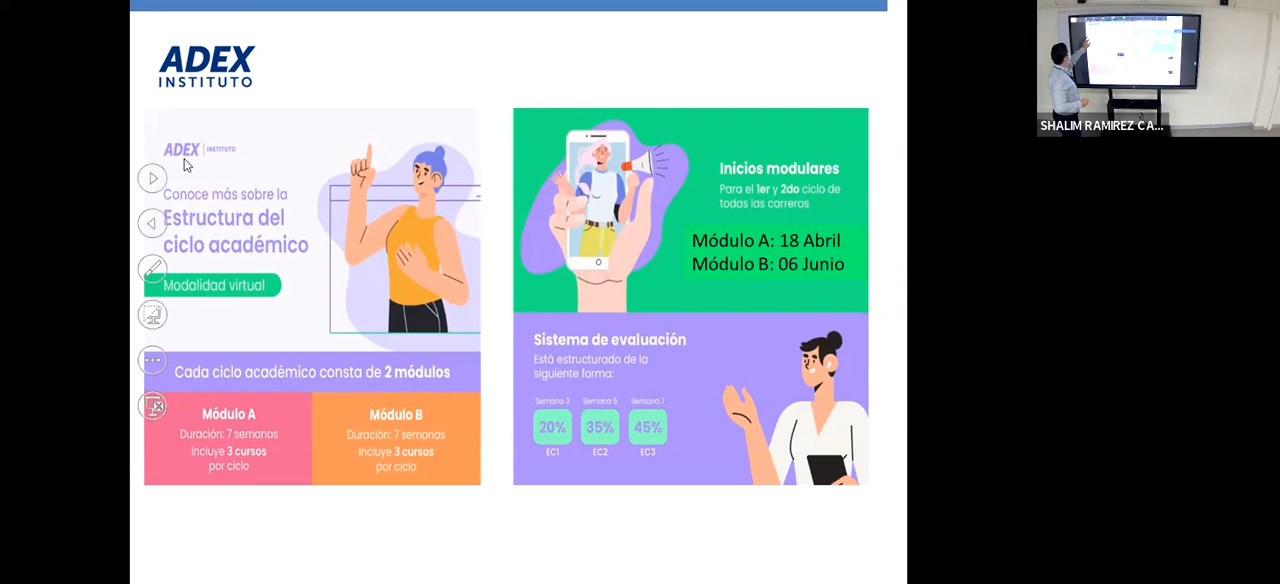 ADEX
INSTITUTO
ADEX INSTITUTO
Conoce más sobre la
Estructura del
ciclo académico
Modalidad virtual
Cada ciclo académico consta de 2 módulos
Módulo A
Duración: 7 semanas
Incluye 3 cursos
por ciclo
Módulo B
Duración: 7 semanas
Incluye 3 cursos
por ciclo
Inicios modulares
Para el 1er y 2do ciclo de
todas las carreras
Módulo A: 18 Abril
Módulo B: 06 Junio
Sistema de evaluación
Está estructurado de la
siguiente forma:
Semana 3 Semana 5 Semana 7
20% 35% 45%
EC1 EC2 EC3
SHALIM RAMIREZ CA...